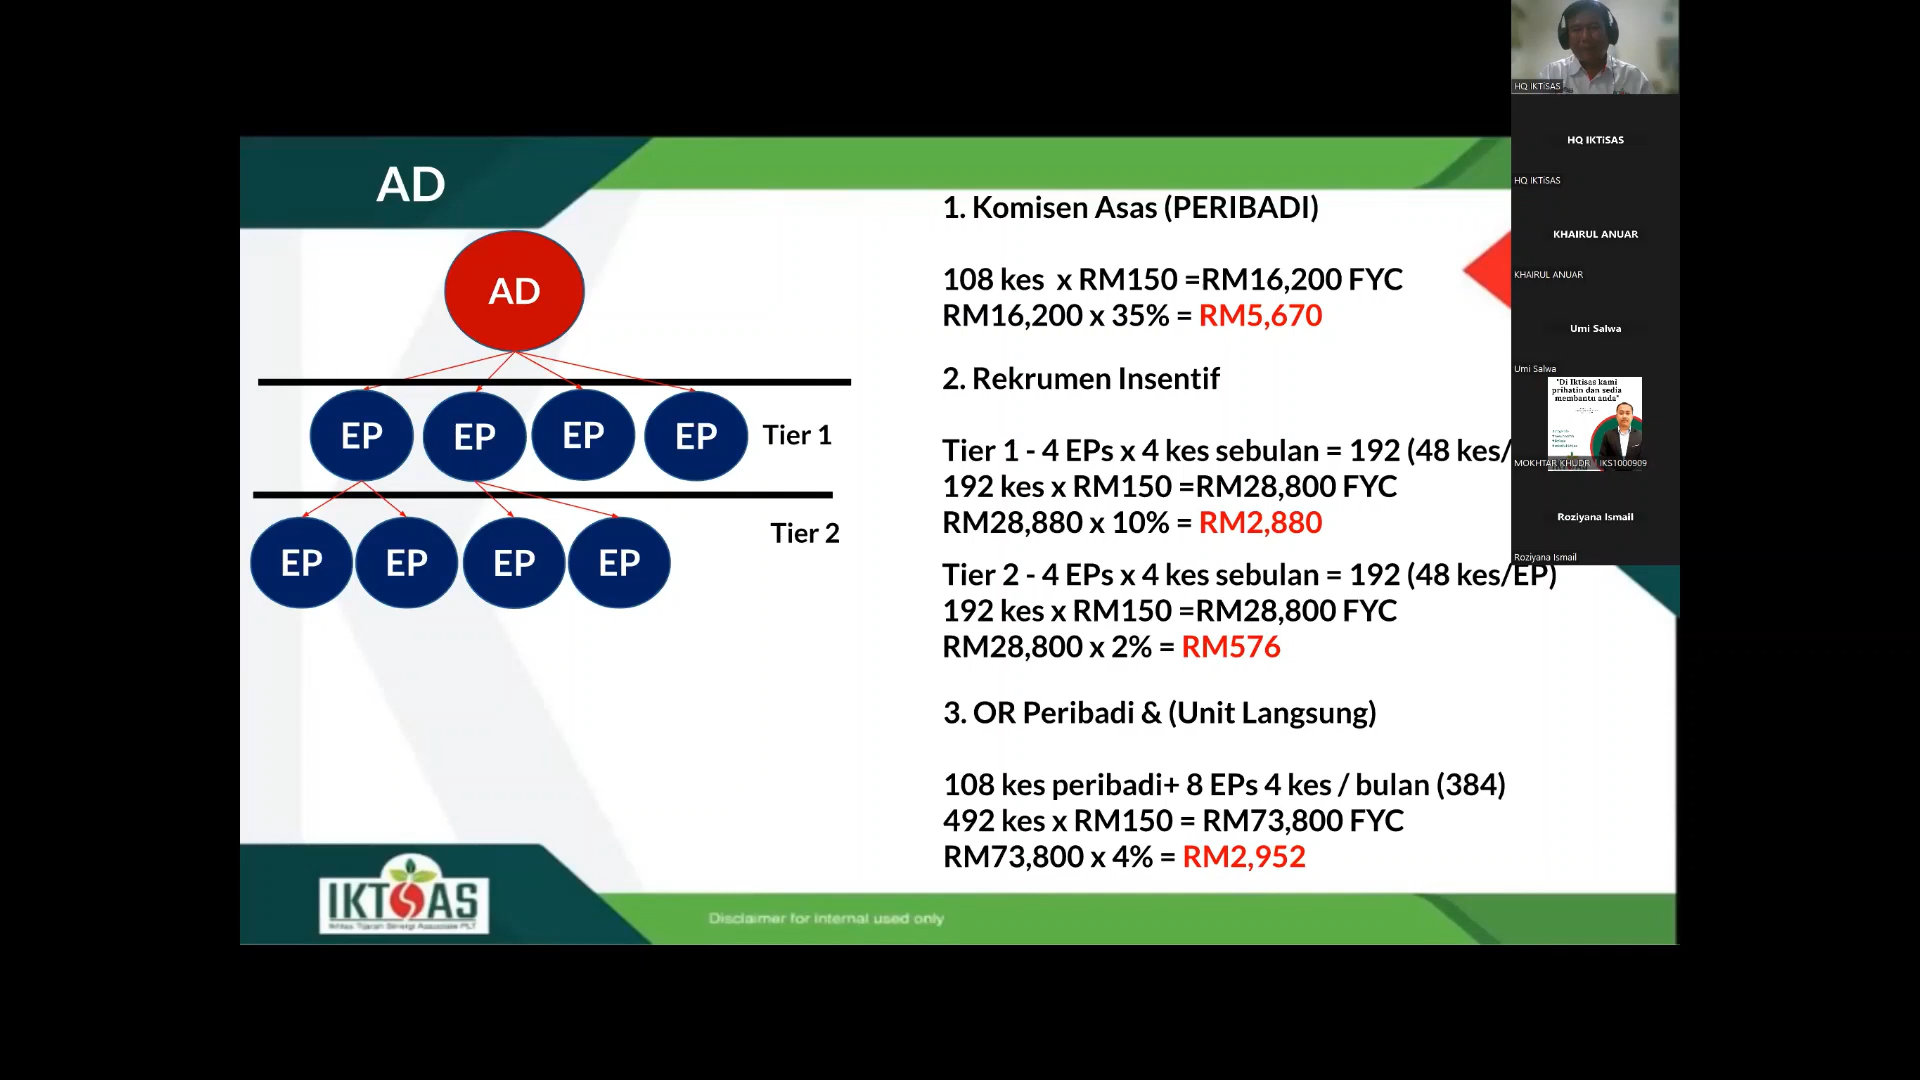 AD
AD
EP
EP
EP
EP
Tier 1
EP
EP
EP
EP
Tier 2
1. Komisen Asas (PERIBADI)
108 kes x RM150 =RM16,200 FYC
RM16,200 x 35% = RM5,670
2. Rekrumen Insentif
Tier 1 - 4 EPs x 4 kes sebulan = 192 (48 kes/
192 kes x RM150 =RM28,800 FYC
RM28,880 x 10% = RM2,880
Tier 2 - 4 EPs x 4 kes sebulan = 192 (48 kes/EP)
192 kes x RM150 =RM28,800 FYC
RM28,800 x 2% = RM576
3. OR Peribadi & (Unit Langsung)
108 kes peribadi+ 8 EPs 4 kes / bulan (384)
492 kes x RM150 = RM73,800 FYC
RM73,800 x 4% = RM2,952
IKTSAS
Disclaimer for internal used only
HQ IKTiSAS
HQ IKTiSAS
HQ IKTiSAS
KHAIRUL ANUAR
KHAIRUL ANUAR
Umi Salwa
Umi Salwa
"Di Iktisas kami
prihatin dan sedia
membantu anda"
MOKHTAR KHUDRI IKS1000909
Roziyana Ismail
Roziyana Ismail